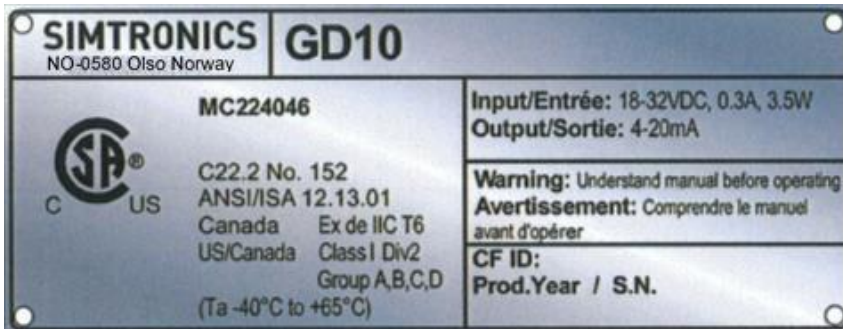 SIMTRONICS
NO-0580 Olso Norway
GD10
MC224046
CSA®
C US
C22.2 No. 152
ANSI/ISA 12.13.01
Canada Ex de IIC T6
US/Canada Class I Div2
Group A,B,C,D
(Ta -40°C to +65°C)
Input/Entrée: 18-32VDC, 0.3A, 3.5W
Output/Sortie: 4-20mA
Warning: Understand manual before operating
Avertissement: Comprendre le manuel
avant d'opérer
CF ID:
Prod.Year / S.N.